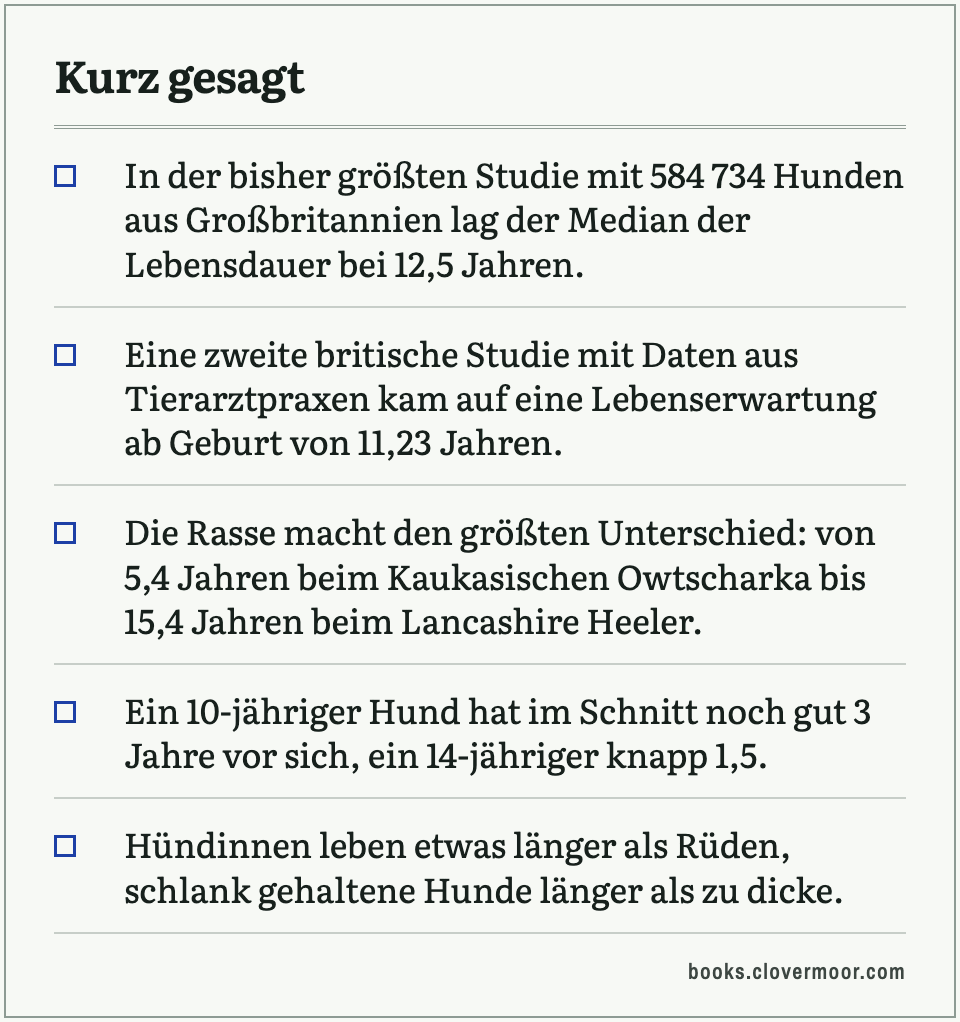 Kurz gesagt
In der bisher größten Studie mit 584 734 Hunden
aus Großbritannien lag der Median der
Lebensdauer bei 12,5 Jahren.
Eine zweite britische Studie mit Daten aus
Tierarztpraxen kam auf eine Lebenserwartung
ab Geburt von 11,23 Jahren.
Die Rasse macht den größten Unterschied: von
5,4 Jahren beim Kaukasischen Owtscharka bis
15,4 Jahren beim Lancashire Heeler.
Ein 10-jähriger Hund hat im Schnitt noch gut 3
Jahre vor sich, ein 14-jähriger knapp 1,5.
Hündinnen leben etwas länger als Rüden,
schlank gehaltene Hunde länger als zu dicke.
books.clovermoor.com